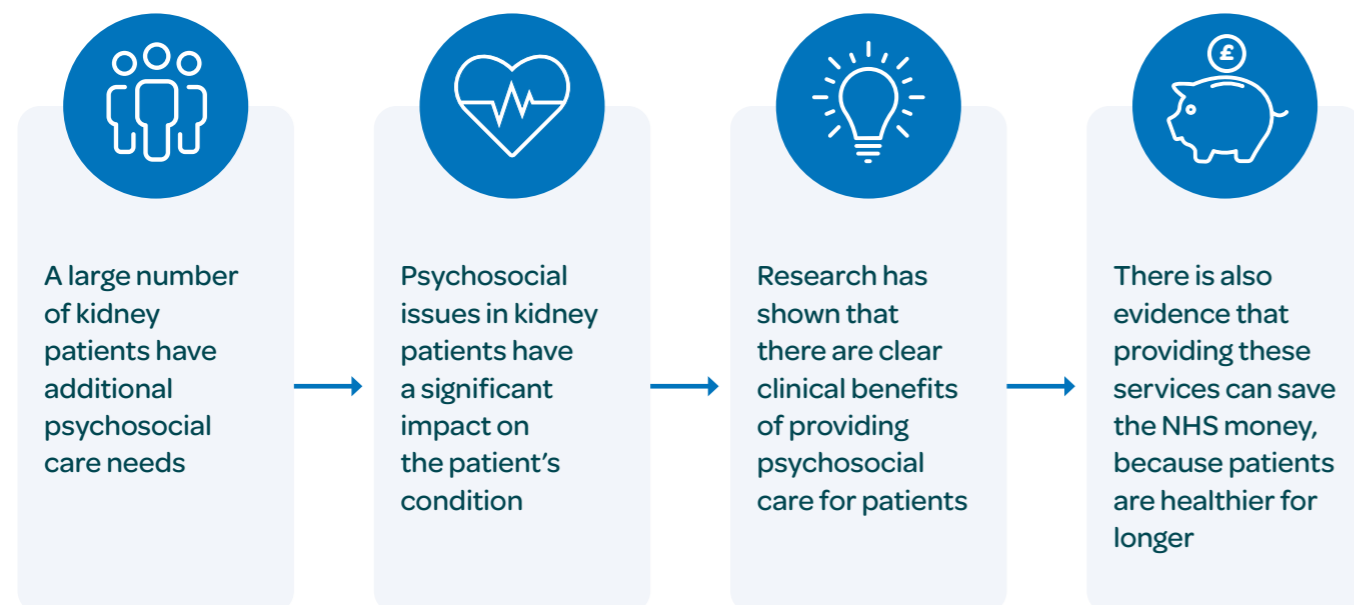 £
A large number
of kidney
patients have
additional
psychosocial
care needs
Psychosocial
issues in kidney
patients have
a significant
impact on
the patient’s
condition
Research has
shown that
there are clear
clinical benefits
of providing
psychosocial
care for patients
There is also
evidence that
providing these
services can save
the NHS money,
because patients
are healthier for
longer